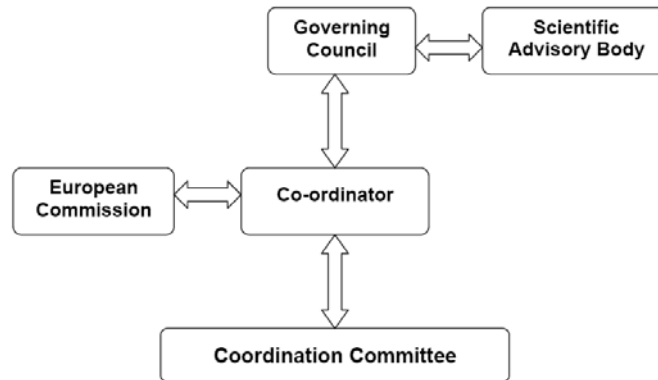 Governing
Council
Scientific
Advisory Body
European
Commission
Co-ordinator
Coordination Committee